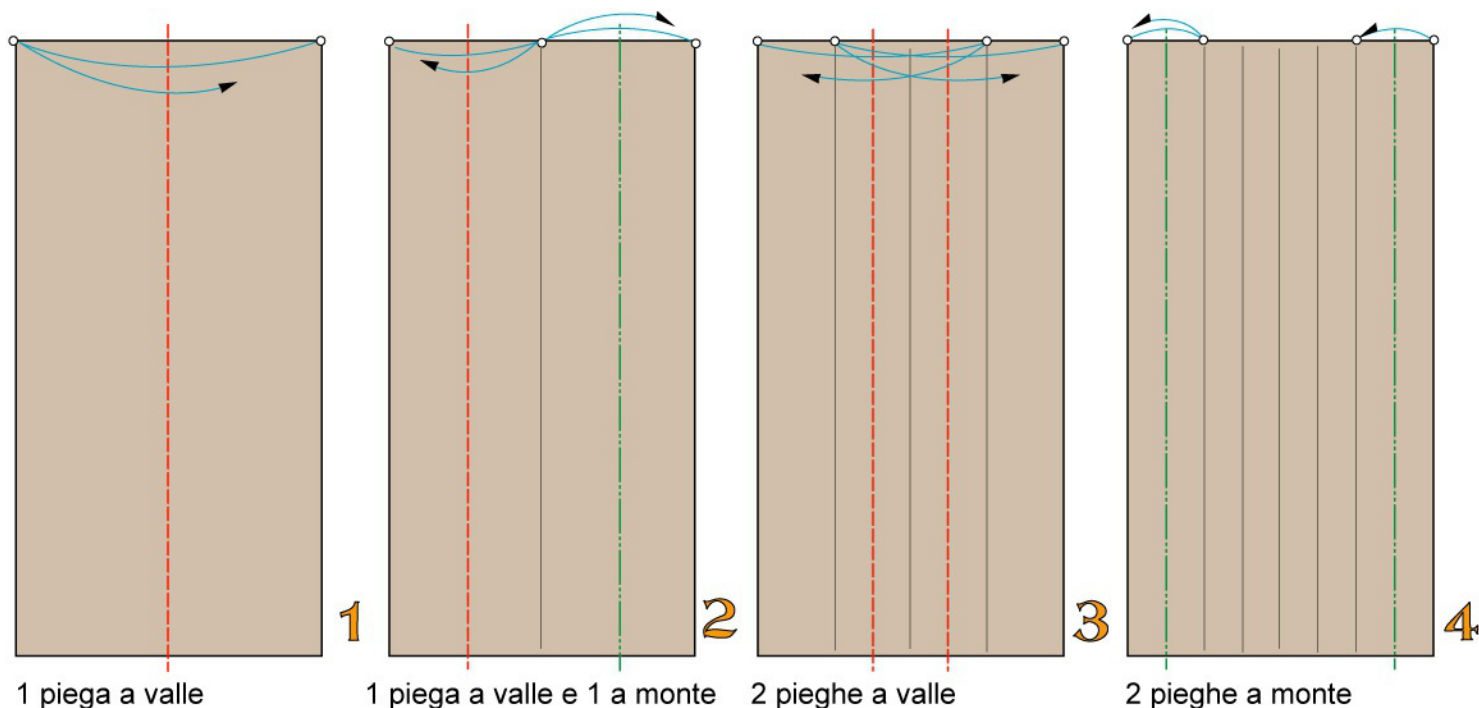 1
2
3
4
1 piega a valle
1 piega a valle e 1 a monte
2 pieghe a valle
2 pieghe a monte